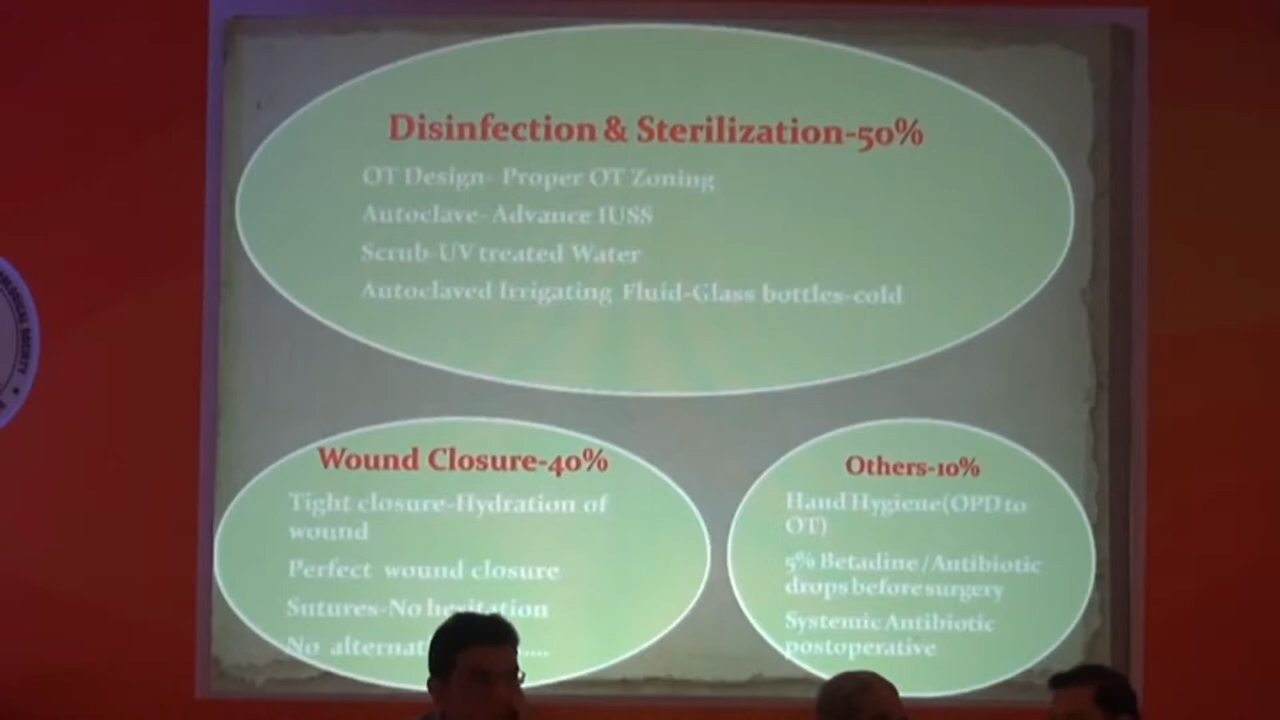 Disinfection & Sterilization-50%
OT Design- Proper OT Zoning
Autoclave- Advance IUSS
Scrub-UV treated Water
Autoclaved Irrigating Fluid-Glass bottles-cold
Wound Closure-40%
Tight closure-Hydration of
wound
Perfect wound closure
Sutures-No hesitation
No
Others-10%
Hand Hygiene(OPD to
OT)
5% Betadine /Antibiotic
drops before surgery
Systemic Antibiotic
postoperative
SOCIETY